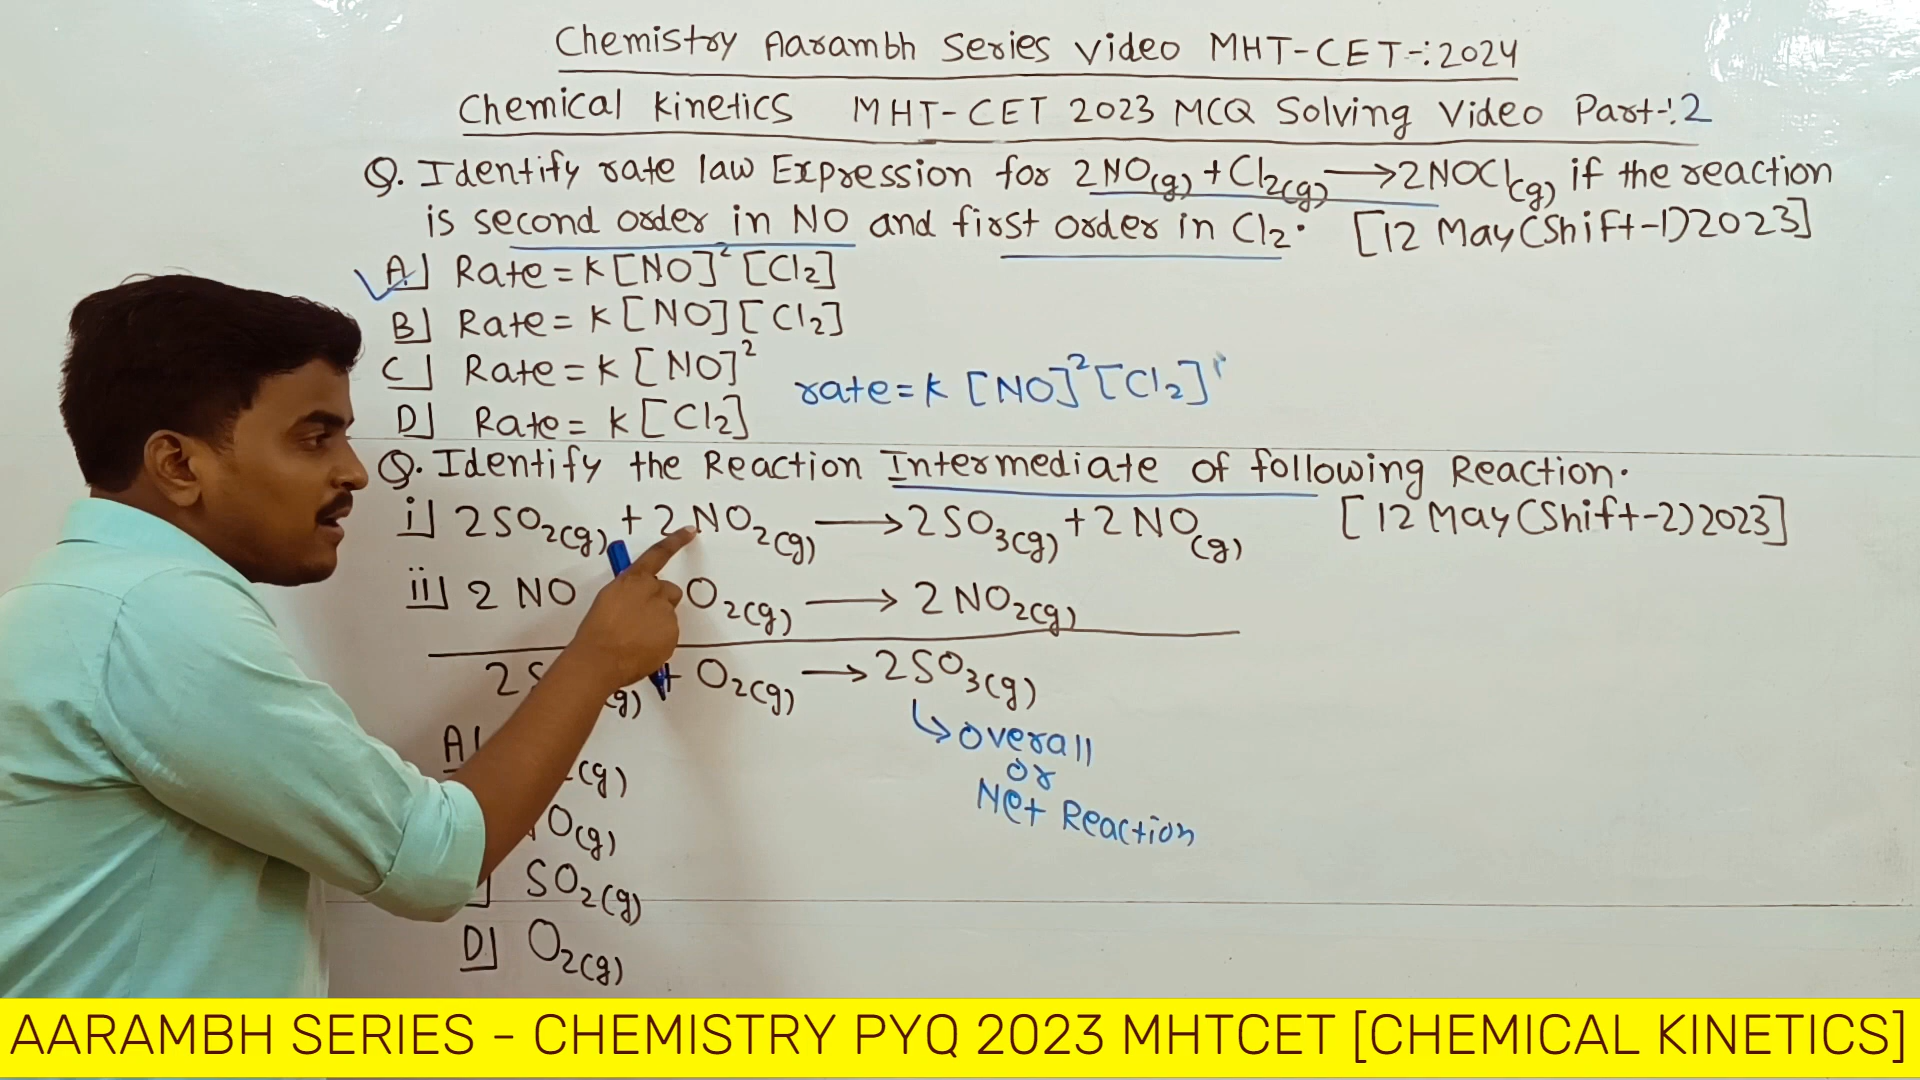 Chemistry Aarambh Series Video MHT-CET-:2024
Chemical Kinetics MHT-CET 2023 MCQ Solving Video Part-:2
Q. Identify rate law Expression for 2NO(g) + Cl2(g) ⟶ 2NOCl(g) if the reaction
is second order in NO and first order in Cl2. [12 May (Shift-1) 2023]
A] Rate = K [NO]² [Cl2]
B] Rate = K [NO] [Cl2]
C] Rate = K [NO]²
D] Rate = K [Cl2]
rate = K [NO]² [Cl2]¹
Q. Identify the Reaction Intermediate of following Reaction.
i] 2SO2(g) + 2NO2(g) ⟶ 2SO3(g) + 2NO(g) [12 May (Shift-2) 2023]
ii] 2 NO O2(g) ⟶ 2NO2(g)
2S (g) + O2(g) ⟶ 2SO3(g)
↳ Overall
or
Net Reaction
A] 2(g)
O(g)
] SO2(g)
D] O2(g)
AARAMBH SERIES - CHEMISTRY PYQ 2023 MHTCET [CHEMICAL KINETICS]